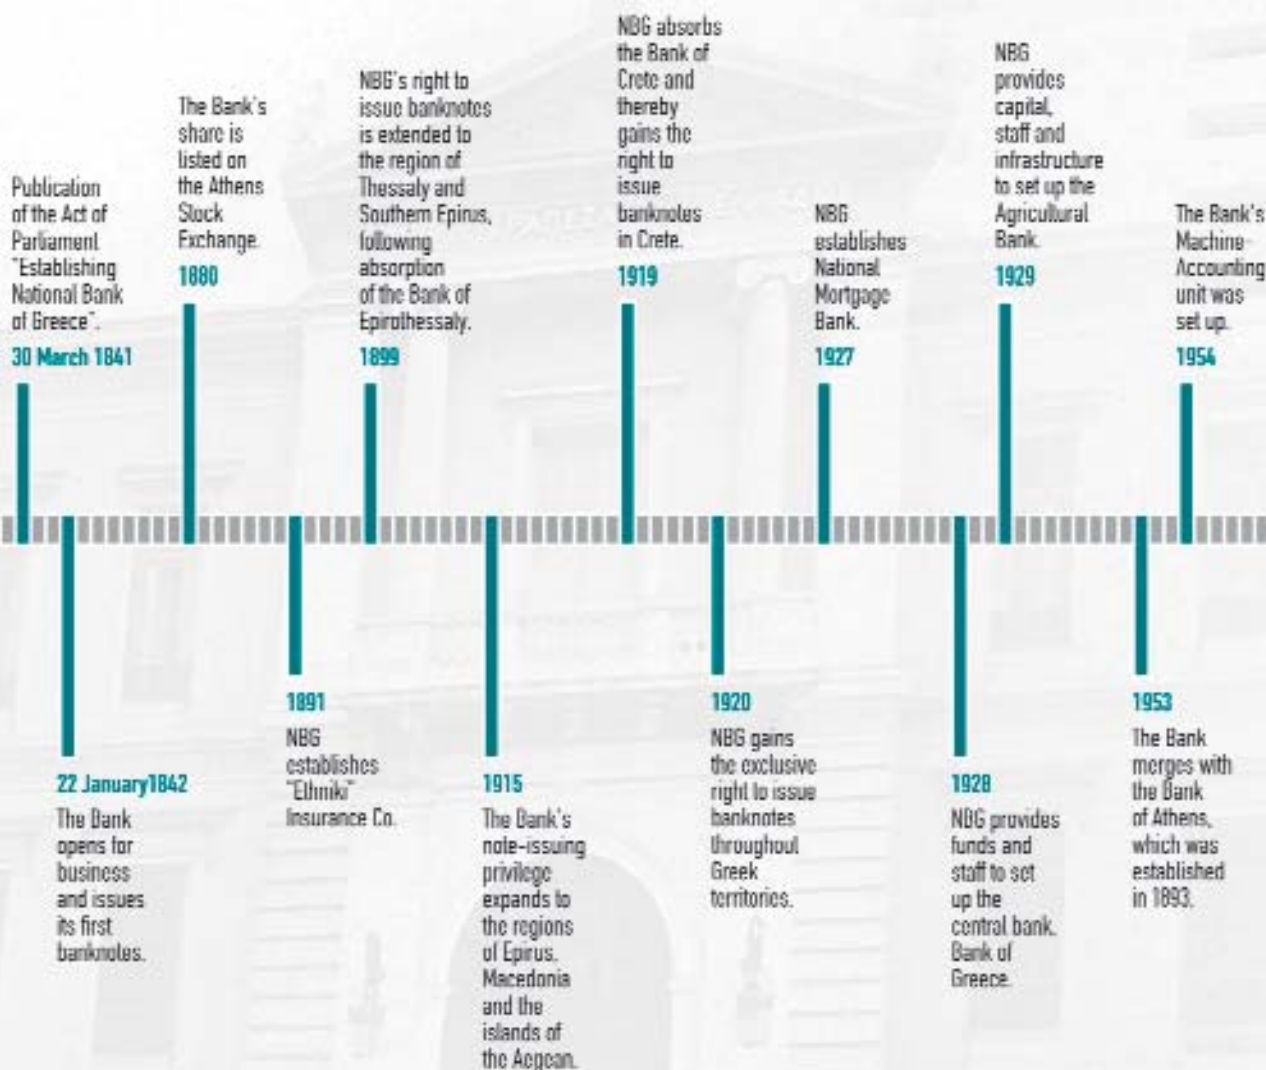 Publication
of the Act of
Parliament
"Establishing
National Bank
of Greece".
30 March 1841
22 January1842
The Bank
opens for
business
and issues
its first
banknotes.
The Bank's
share is
listed on
the Athens
Stock
Exchange.
1880
1891
NBG
establishes
"Ethniki"
Insurance Co.
NBG's right to
issue banknotes
is extended to
the region of
Thessaly and
Southern Epirus,
following
absorption
of the Bank of
Epirothessaly.
1899
1915
The Bank's
note-issuing
privilege
expands to
the regions
of Epirus,
Macedonia
and the
islands of
the Aegean.
NBG absorbs
the Bank of
Crete and
thereby
gains the
right to
issue
banknotes
in Crete.
1919
1920
NBG gains
the exclusive
right to issue
banknotes
throughout
Greek
territories.
NBG
establishes
National
Mortgage
Bank.
1927
1928
NBG provides
funds and
staff to set
up the
central bank,
Bank of
Greece.
NBG
provides
capital,
staff and
infrastructure
to set up the
Agricultural
Bank.
1929
1953
The Bank
merges with
the Bank
of Athens,
which was
established
in 1893.
The Bank's
Machine-
Accounting
unit was
set up.
1954